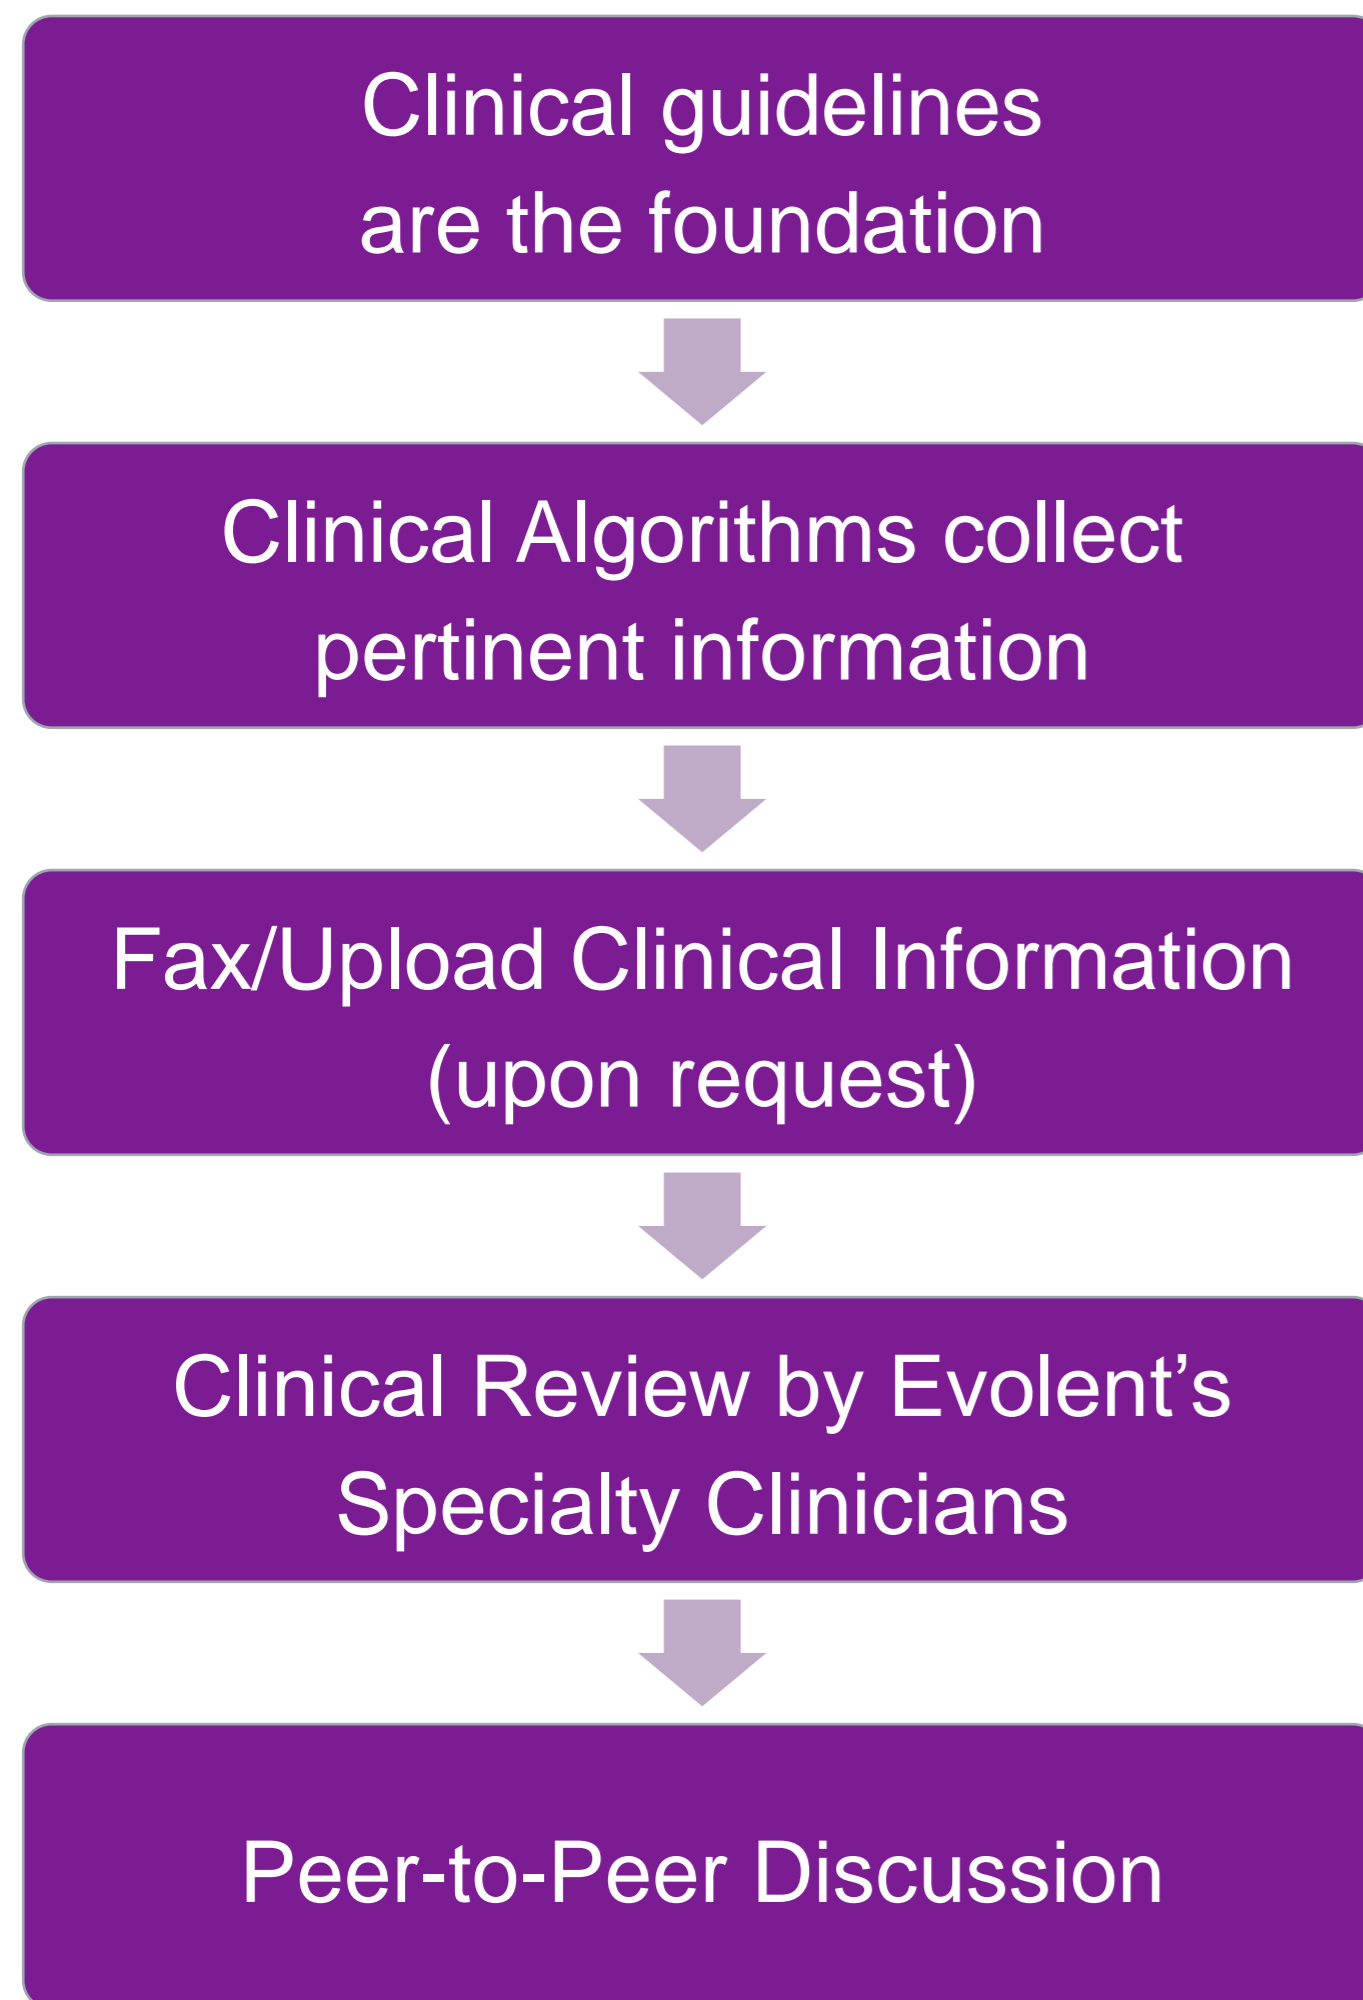 Clinical guidelines
are the foundation
Clinical Algorithms collect
pertinent information
Fax/Upload Clinical Information
(upon request)
Clinical Review by Evolent’s
Specialty Clinicians
Peer-to-Peer Discussion